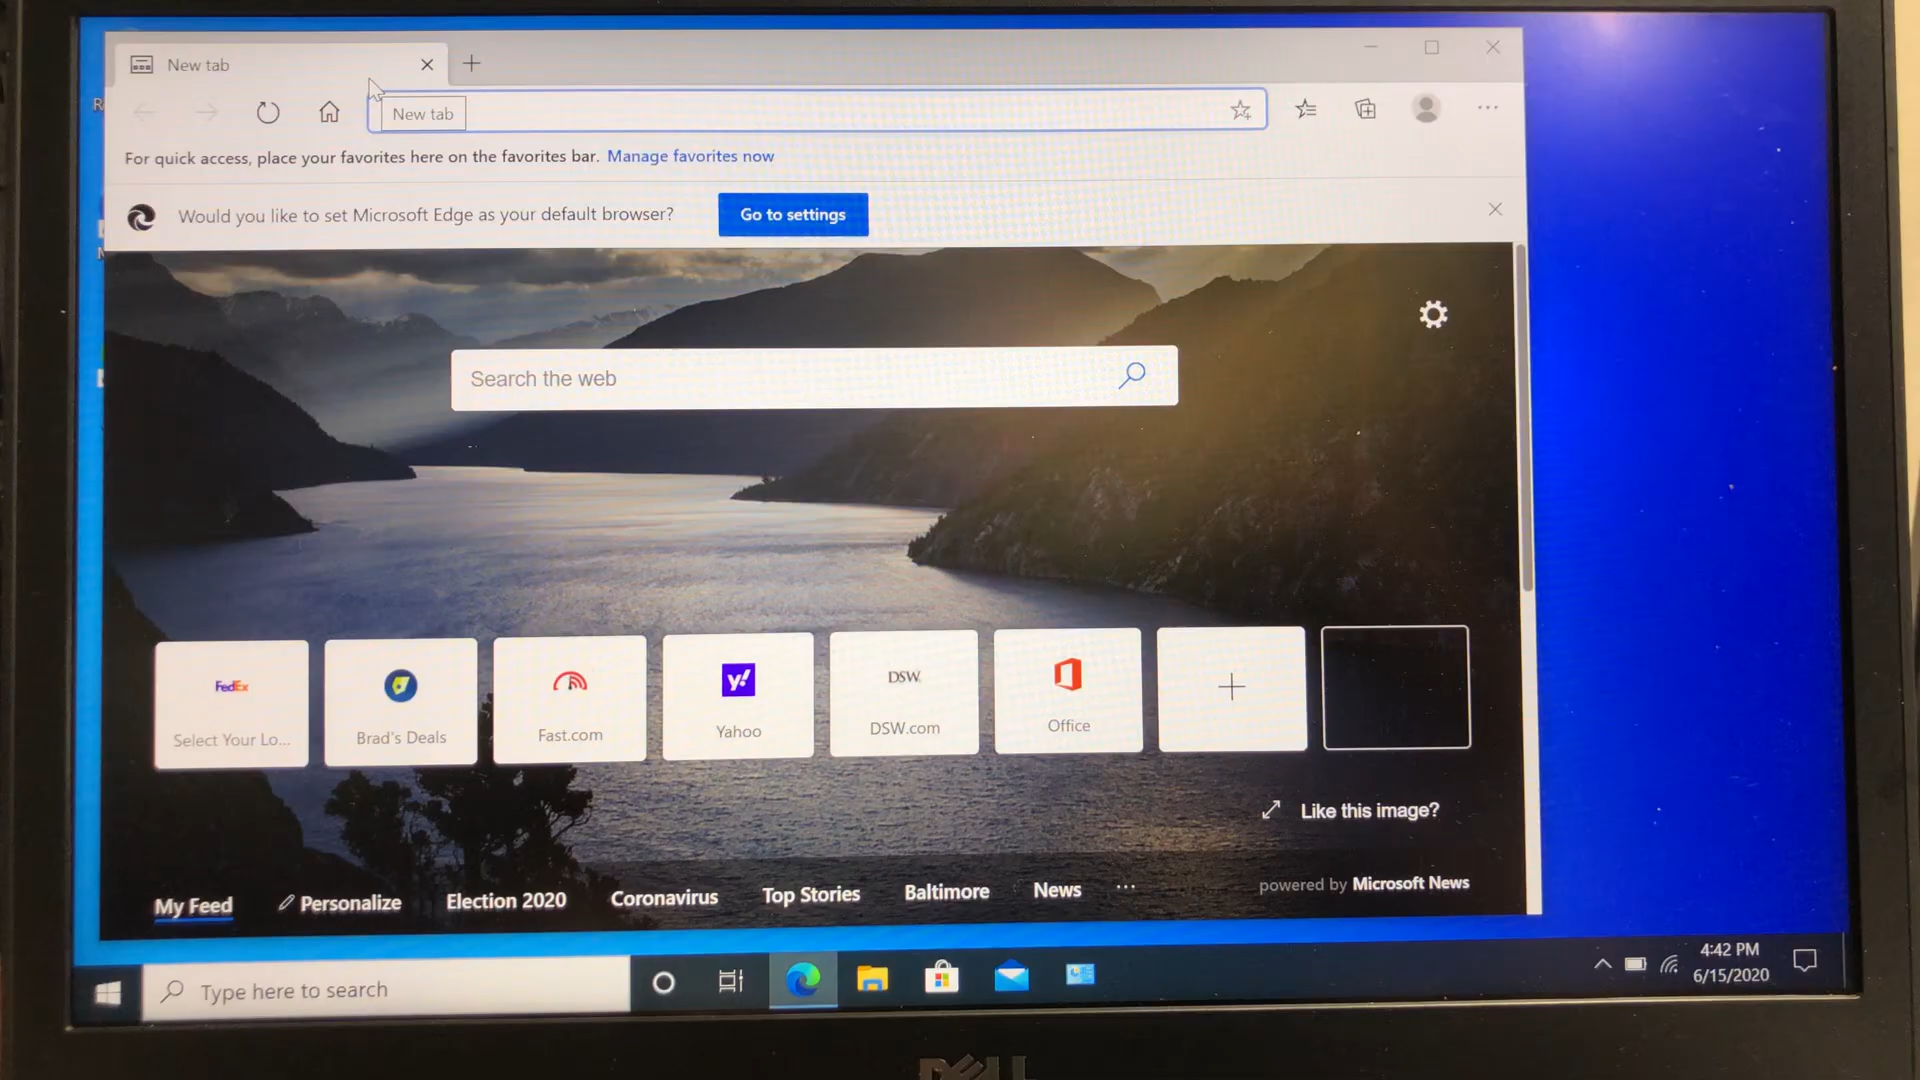 New tab
New tab
For quick access, place your favorites here on the favorites bar. Manage favorites now
Would you like to set Microsoft Edge as your default browser? Go to settings
Search the web
FedEx
Select Your Lo...
Brad's Deals
Fast.com
y!
Yahoo
DSW
DSW.com
Office
Like this image?
My Feed Personalize Election 2020 Coronavirus Top Stories Baltimore News ... powered by Microsoft News
Type here to search
4:42 PM
6/15/2020
DELL